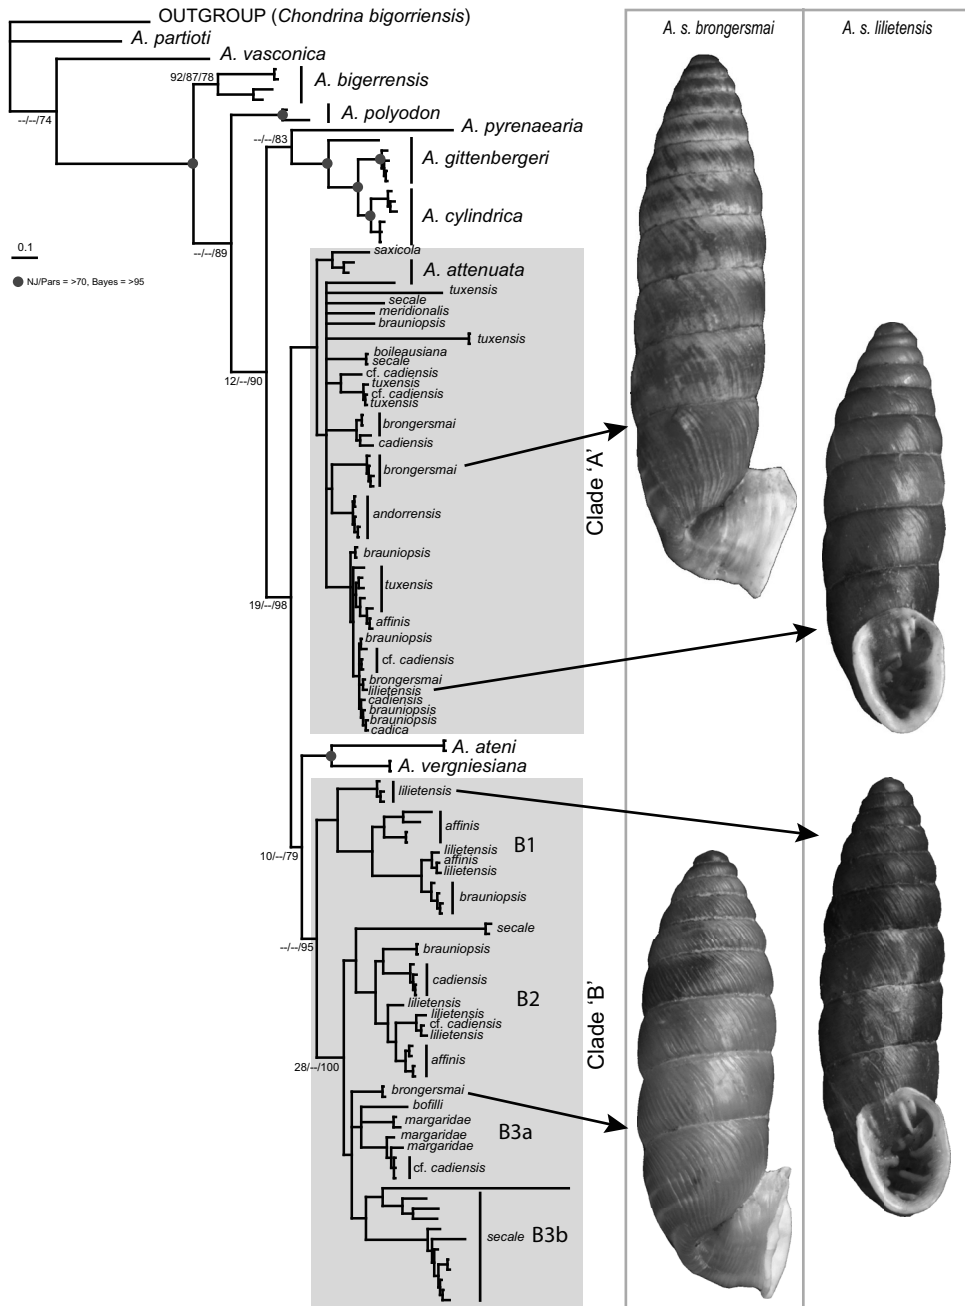 OUTGROUP (Chondrina bigorriensis)
A. partioti
A. vasconica
92/87/78
A. bigerrensis
--/--/74
A. polyodon
A. pyrenaearia
--/--/83
A. gittenbergeri
A. cylindrica
--/--/89
0.1
NJ/Pars = >70, Bayes = >95
saxicola
A. attenuata
tuxensis
secale
meridionalis
brauniopsis
tuxensis
boileausiana
secale
cf. cadiensis
tuxensis
cf. cadiensis
tuxensis
12/--/90
brongersmai
cadiensis
brongersmai
andorrensis
brauniopsis
tuxensis
affinis
19/--/98
brauniopsis
cf. cadiensis
brongersmai
lilietensis
cadiensis
brauniopsis
brauniopsis
cadica
Clade 'A'
A. ateni
A. vergniesiana
lilietensis
affinis
B1
lilietensis
affinis
lilietensis
10/--/79
brauniopsis
--/--/95
secale
brauniopsis
cadiensis
B2
lilietensis
lilietensis
cf. cadiensis
lilietensis
affinis
28/--/100
brongersmai
bofilli
margaridae
B3a
margaridae
margaridae
cf. cadiensis
secale
B3b
Clade 'B'
A. s. brongersmai
A. s. lilietensis